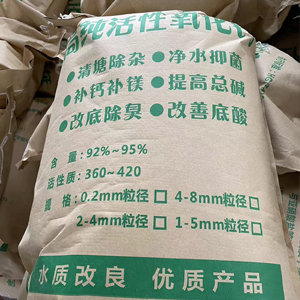 纯活性氧化
●清塘除杂 ●净水抑菌
●补钙补镁 ●提高总碱
●改底除臭 ●改善底酸
含 量:92%~95%
活性质:360~420
规 格:0.2mm粒径□ 4-8mm粒径□
2-4mm粒径□ 1-5mm粒径□
水质改良 优质产品